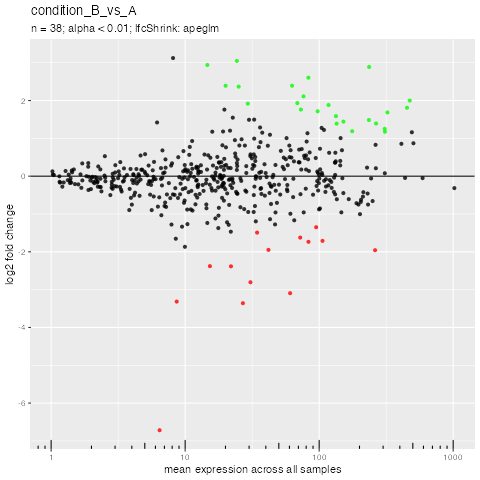 condition_B_vs_A
n = 38; alpha < 0.01; lfcShrink: apeglm
2
0
-2
-4
-6
log2 fold change
1 10 100 1000
mean expression across all samples